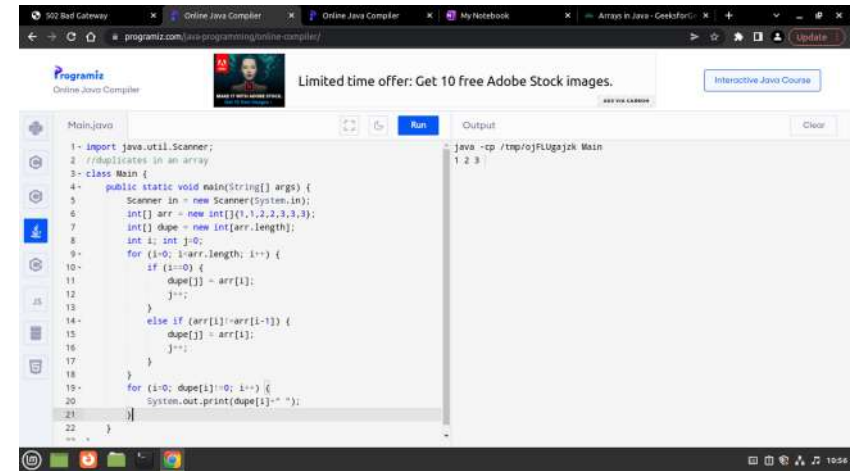 502 Bad Gateway
Online Java Compiler
Online Java Compiler
My Notebook
Arrays in Java - GeeksforG
programiz.com/java-programming/online-compiler/
Update
Programiz
Online Java Compiler
Limited time offer: Get 10 free Adobe Stock images.
ADS VIA CARBON
Interactive Java Course
Main.java
Run
Output
Clear
1 import java.util.Scanner;
2 //duplicates in an array
3 class Main {
4 public static void main(String[] args) {
5 Scanner in = new Scanner(System.in);
6 int[] arr = new int[]{1,1,2,2,3,3,3};
7 int[] dupe = new int[arr.length];
8 int i; int j=0;
9 for (i=0; i<arr.length; i++) {
10 if (i==0) {
11 dupe[j] = arr[i];
12 j++;
13 }
14 else if (arr[i]!=arr[i-1]) {
15 dupe[j] = arr[i];
16 j++;
17 }
18 }
19 for (i=0; dupe[i]!=0; i++) {
20 System.out.print(dupe[i]+" ");
21 }
22 }
java -cp /tmp/ojFLUgajzk Main
1 2 3
JS
10:56